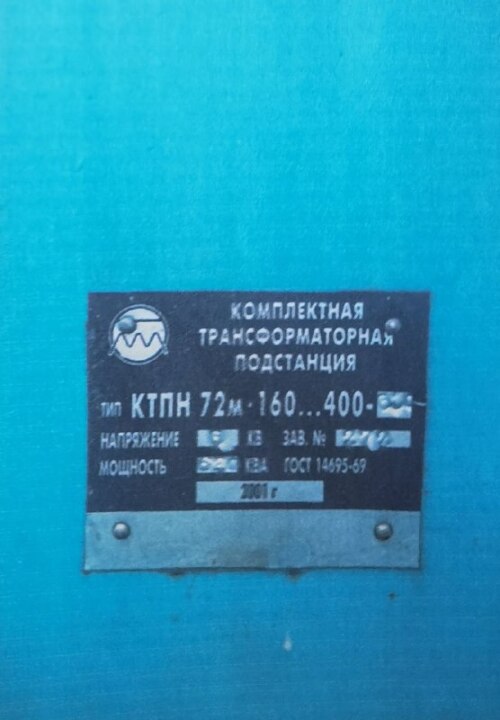 КОМПЛЕКТНАЯ
ТРАНСФОРМАТОРНАЯ
ПОДСТАНЦИЯ
ТИП КТПН 72м · 160...400-
НАПРЯЖЕНИЕ КВ ЗАВ. №
МОЩНОСТЬ КВА ГОСТ 14695-69
2001 г